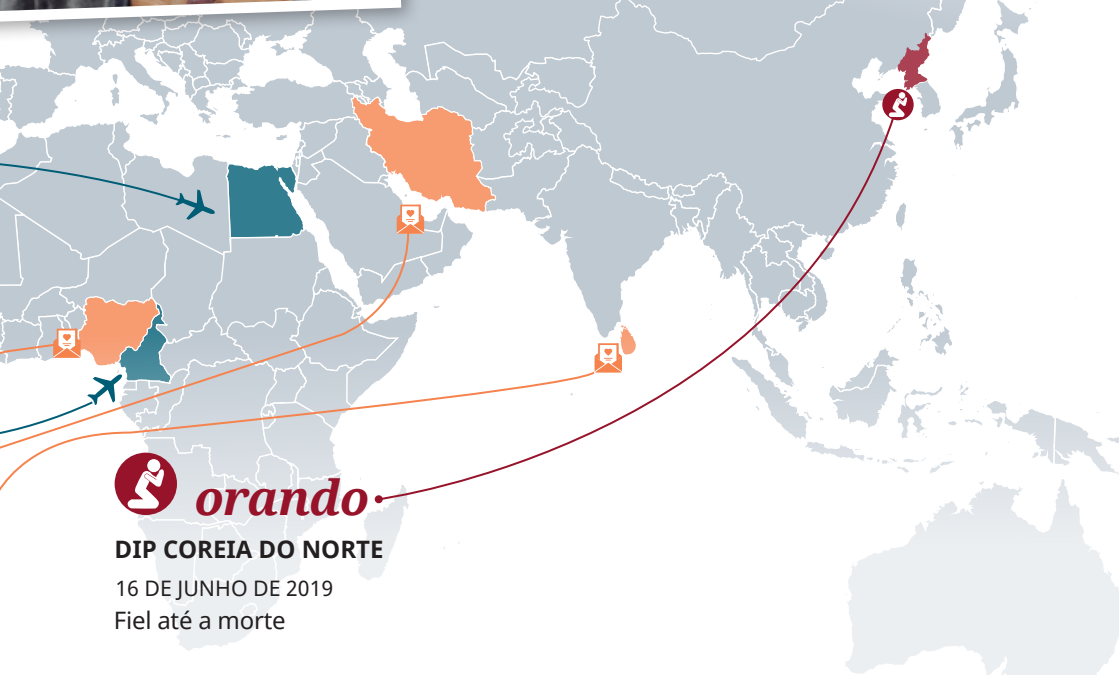 orando
DIP COREIA DO NORTE
16 DE JUNHO DE 2019
Fiel até a morte